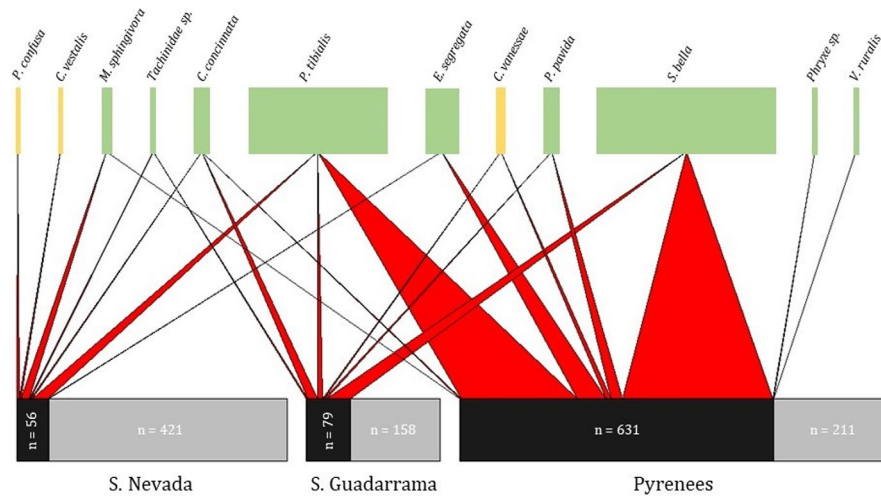 P. confusa
C. vestalis
M. sphingivora
Tachinidae sp.
C. concinnata
P. tibialis
E. segregata
C. vanessae
P. pavida
S. bella
Phryxe sp.
V. ruralis
n = 56
n = 421
n = 79
n = 158
n = 631
n = 211
S. Nevada
S. Guadarrama
Pyrenees